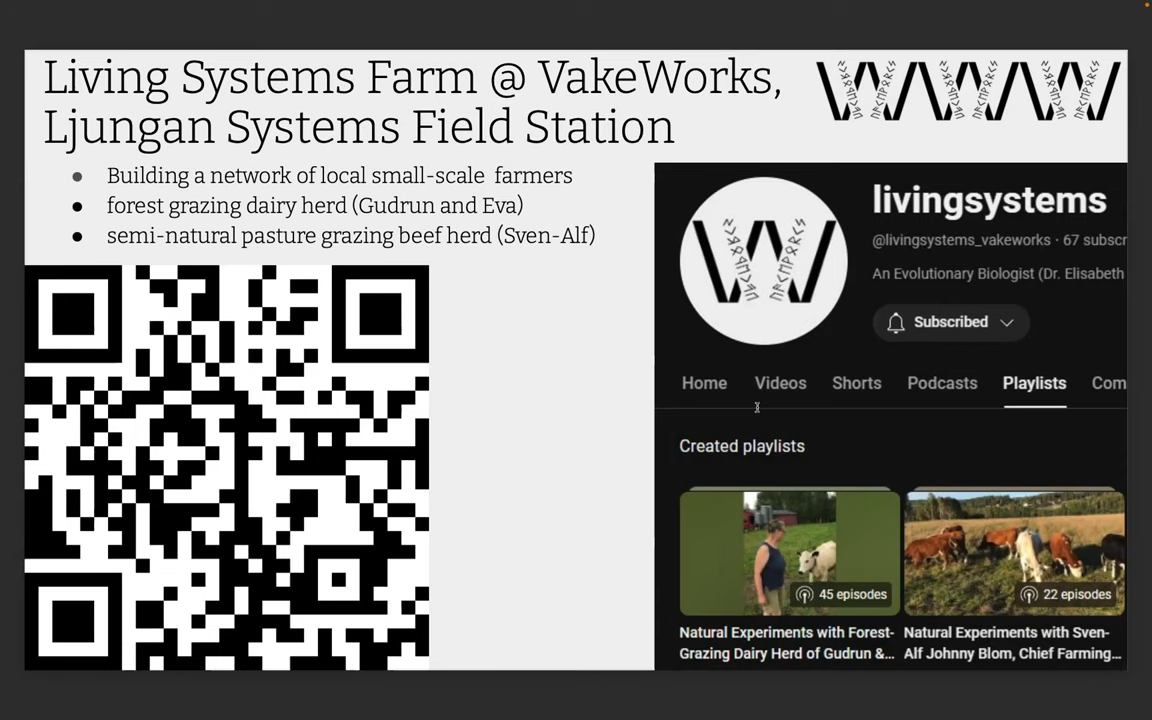 Living Systems Farm @ VakeWorks,
Ljungan Systems Field Station
Building a network of local small-scale farmers
forest grazing dairy herd (Gudrun and Eva)
semi-natural pasture grazing beef herd (Sven-Alf)
livingsystems
@livingsystems_vakeworks · 67 subscr
An Evolutionary Biologist (Dr. Elisabeth
Subscribed
Home Videos Shorts Podcasts Playlists Com
Created playlists
45 episodes
22 episodes
Natural Experiments with Forest-
Grazing Dairy Herd of Gudrun &...
Natural Experiments with Sven-
Alf Johnny Blom, Chief Farming...